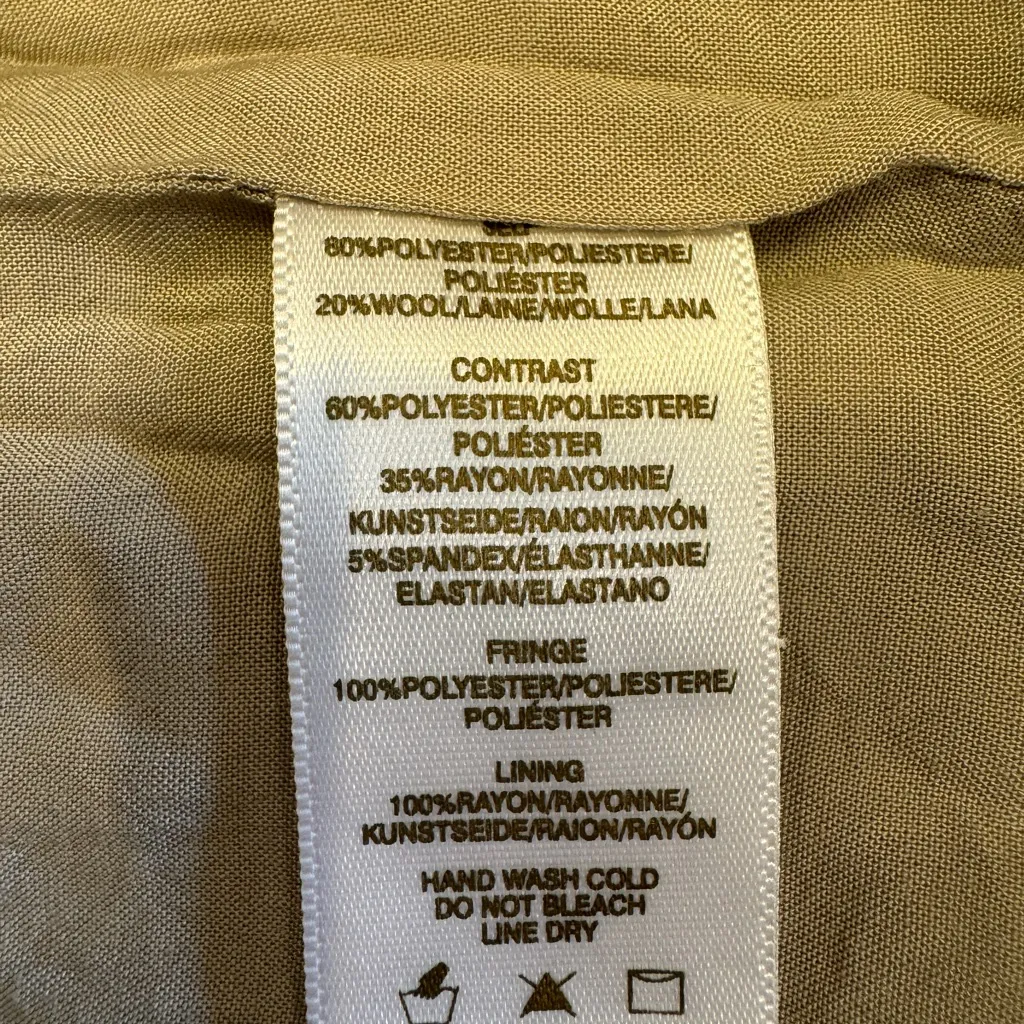 SELF
80%POLYESTER/POLIESTERE/
POLIÉSTER
20%WOOL/LAINE/WOLLE/LANA
CONTRAST
60%POLYESTER/POLIESTERE/
POLIÉSTER
35%RAYON/RAYONNE/
KUNSTSEIDE/RAION/RAYÓN
5%SPANDEX/ÉLASTHANNE/
ELASTAN/ELASTANO
FRINGE
100%POLYESTER/POLIESTERE/
POLIÉSTER
LINING
100%RAYON/RAYONNE/
KUNSTSEIDE/RAION/RAYÓN
HAND WASH COLD
DO NOT BLEACH
LINE DRY